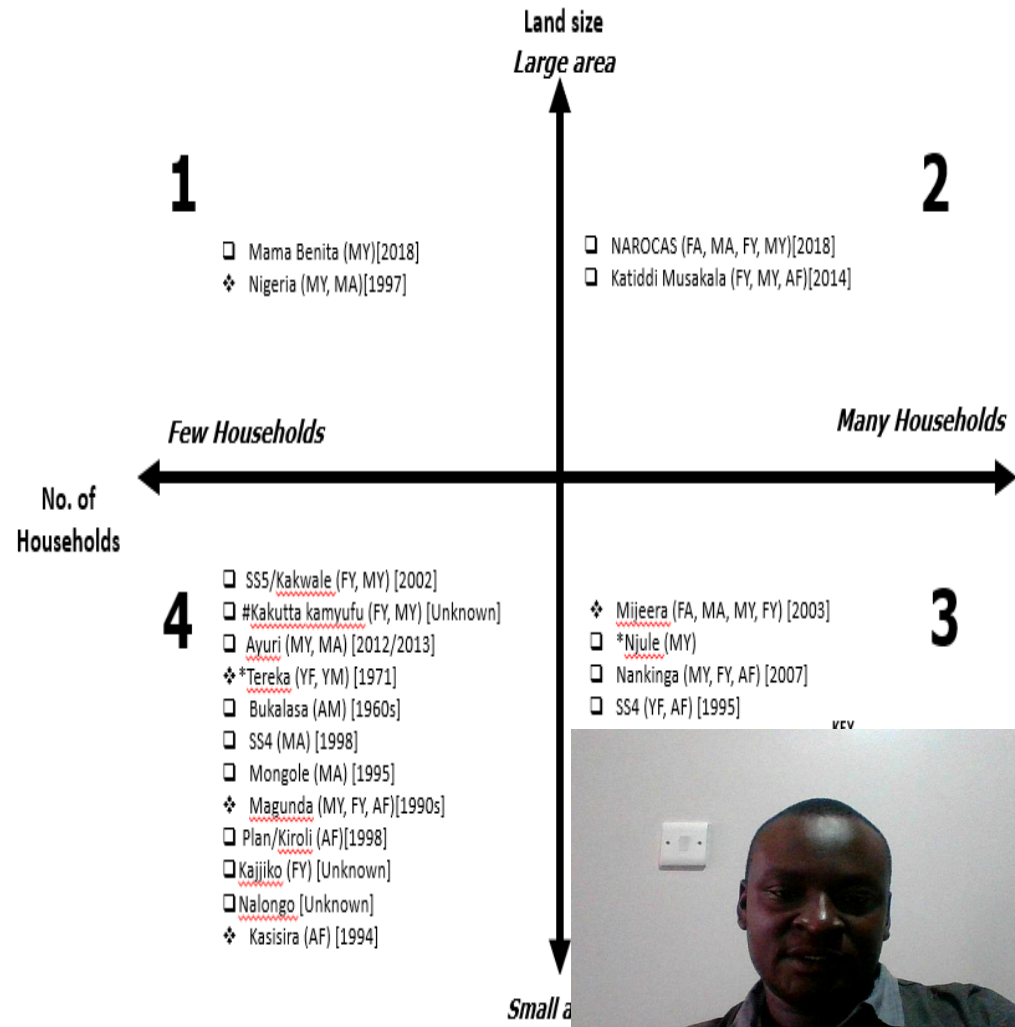 Land size
Large area
1
2
❑ Mama Benita (MY)[2018]
❖ Nigeria (MY, MA)[1997]
❑ NAROCAS (FA, MA, FY, MY)[2018]
❑ Katiddi Musakala (FY, MY, AF)[2014]
Few Households
Many Households
No. of
Households
4
❑ SS5/Kakwale (FY, MY) [2002]
❑ #Kakutta kamyufu (FY, MY) [Unknown]
❑ Ayuri (MY, MA) [2012/2013]
❖ *Tereka (YF, YM) [1971]
❑ Bukalasa (AM) [1960s]
❑ SS4 (MA) [1998]
❑ Mongole (MA) [1995]
❖ Magunda (MY, FY, AF)[1990s]
❑ Plan/Kiroli (AF)[1998]
❑ Kajjiko (FY) [Unknown]
❑ Nalongo [Unknown]
❖ Kasisira (AF) [1994]
3
❖ Mijeera (FA, MA, MY, FY) [2003]
❑ *Njule (MY)
❑ Nankinga (MY, FY, AF) [2007]
❑ SS4 (YF, AF) [1995]
KEY
Small a